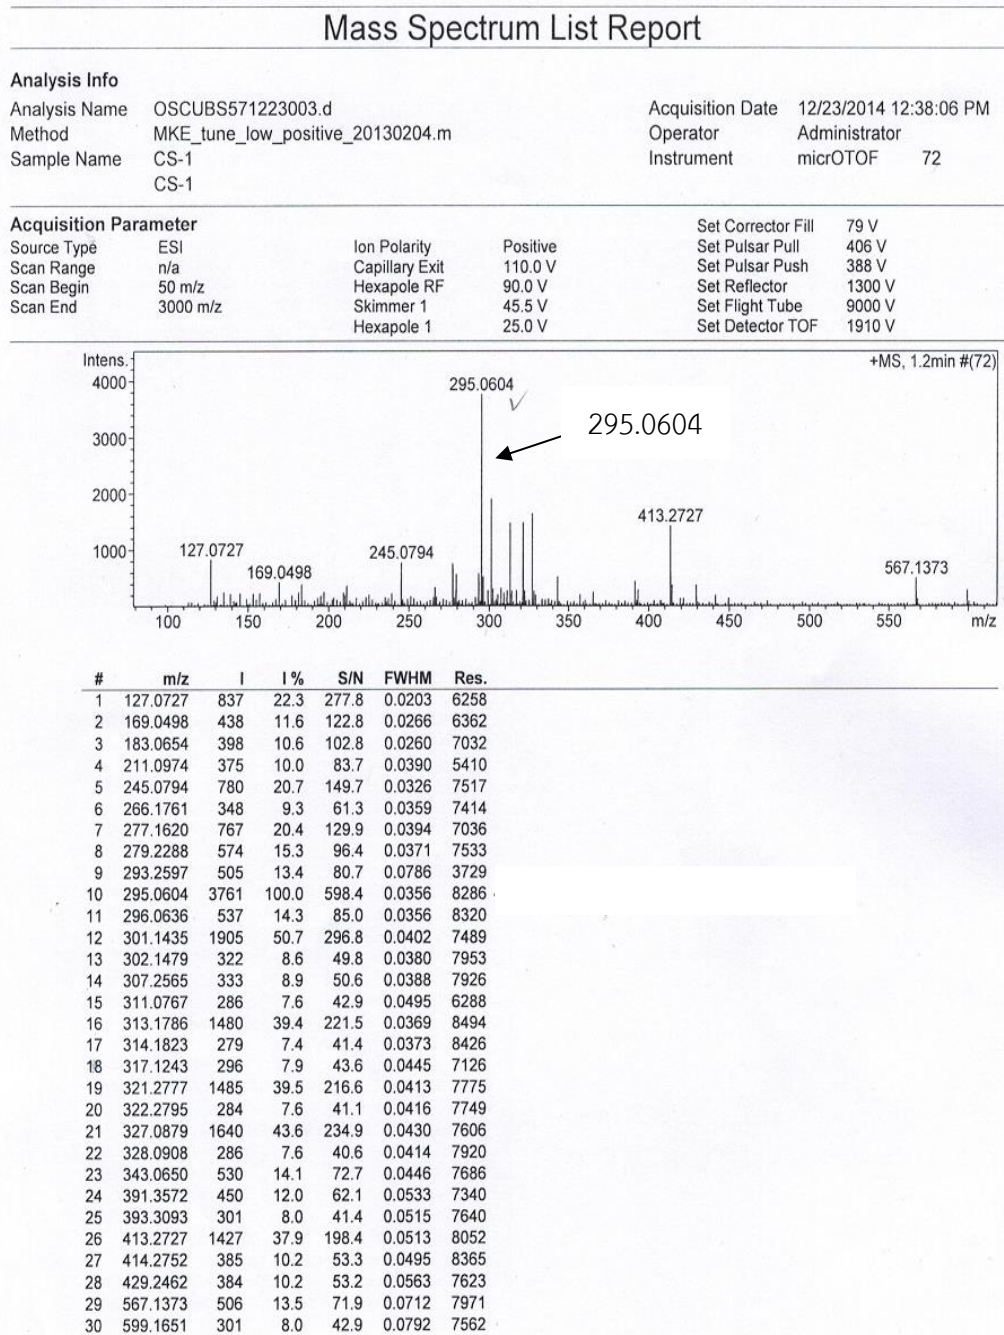 Mass Spectrum List Report
Analysis Info
Analysis Name OSCUBS571223003.d Acquisition Date 12/23/2014 12:38:06 PM
Method MKE_tune_low_positive_20130204.m Operator Administrator
Sample Name CS-1 Instrument micrOTOF 72
CS-1
Acquisition Parameter Set Corrector Fill 79 V
Source Type ESI Ion Polarity Positive Set Pulsar Pull 406 V
Scan Range n/a Capillary Exit 110.0 V Set Pulsar Push 388 V
Scan Begin 50 m/z Hexapole RF 90.0 V Set Reflector 1300 V
Scan End 3000 m/z Skimmer 1 45.5 V Set Flight Tube 9000 V
Hexapole 1 25.0 V Set Detector TOF 1910 V
Intens. +MS, 1.2min #(72)
4000 295.0604
295.0604
3000
2000
413.2727
1000 127.0727 245.0794
169.0498 567.1373
100 150 200 250 300 350 400 450 500 550 m/z
# m/z I I % S/N FWHM Res.
1 127.0727 837 22.3 277.8 0.0203 6258
2 169.0498 438 11.6 122.8 0.0266 6362
3 183.0654 398 10.6 102.8 0.0260 7032
4 211.0974 375 10.0 83.7 0.0390 5410
5 245.0794 780 20.7 149.7 0.0326 7517
6 266.1761 348 9.3 61.3 0.0359 7414
7 277.1620 767 20.4 129.9 0.0394 7036
8 279.2288 574 15.3 96.4 0.0371 7533
9 293.2597 505 13.4 80.7 0.0786 3729
10 295.0604 3761 100.0 598.4 0.0356 8286
11 296.0636 537 14.3 85.0 0.0356 8320
12 301.1435 1905 50.7 296.8 0.0402 7489
13 302.1479 322 8.6 49.8 0.0380 7953
14 307.2565 333 8.9 50.6 0.0388 7926
15 311.0767 286 7.6 42.9 0.0495 6288
16 313.1786 1480 39.4 221.5 0.0369 8494
17 314.1823 279 7.4 41.4 0.0373 8426
18 317.1243 296 7.9 43.6 0.0445 7126
19 321.2777 1485 39.5 216.6 0.0413 7775
20 322.2795 284 7.6 41.1 0.0416 7749
21 327.0879 1640 43.6 234.9 0.0430 7606
22 328.0908 286 7.6 40.6 0.0414 7920
23 343.0650 530 14.1 72.7 0.0446 7686
24 391.3572 450 12.0 62.1 0.0533 7340
25 393.3093 301 8.0 41.4 0.0515 7640
26 413.2727 1427 37.9 198.4 0.0513 8052
27 414.2752 385 10.2 53.3 0.0495 8365
28 429.2462 384 10.2 53.2 0.0563 7623
29 567.1373 506 13.5 71.9 0.0712 7971
30 599.1651 301 8.0 42.9 0.0792 7562